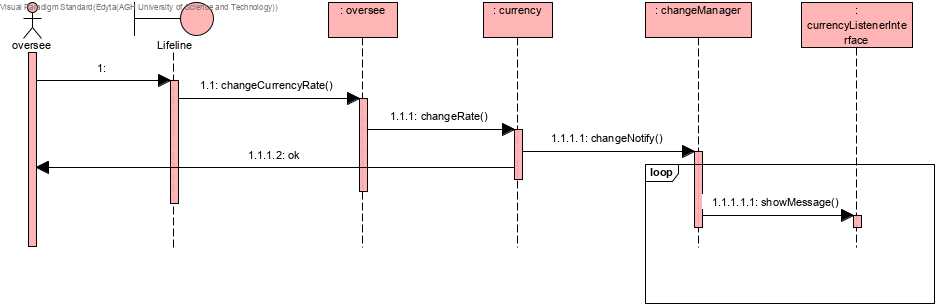 Visual Paradigm Standard(Edyta(AGH University of Science and Technology))
oversee
Lifeline
: oversee
: currency
: changeManager
:
currencyListenerInte
rface
1:
1.1: changeCurrencyRate()
1.1.1: changeRate()
1.1.1.1: changeNotify()
1.1.1.2: ok
loop
1.1.1.1.1: showMessage()